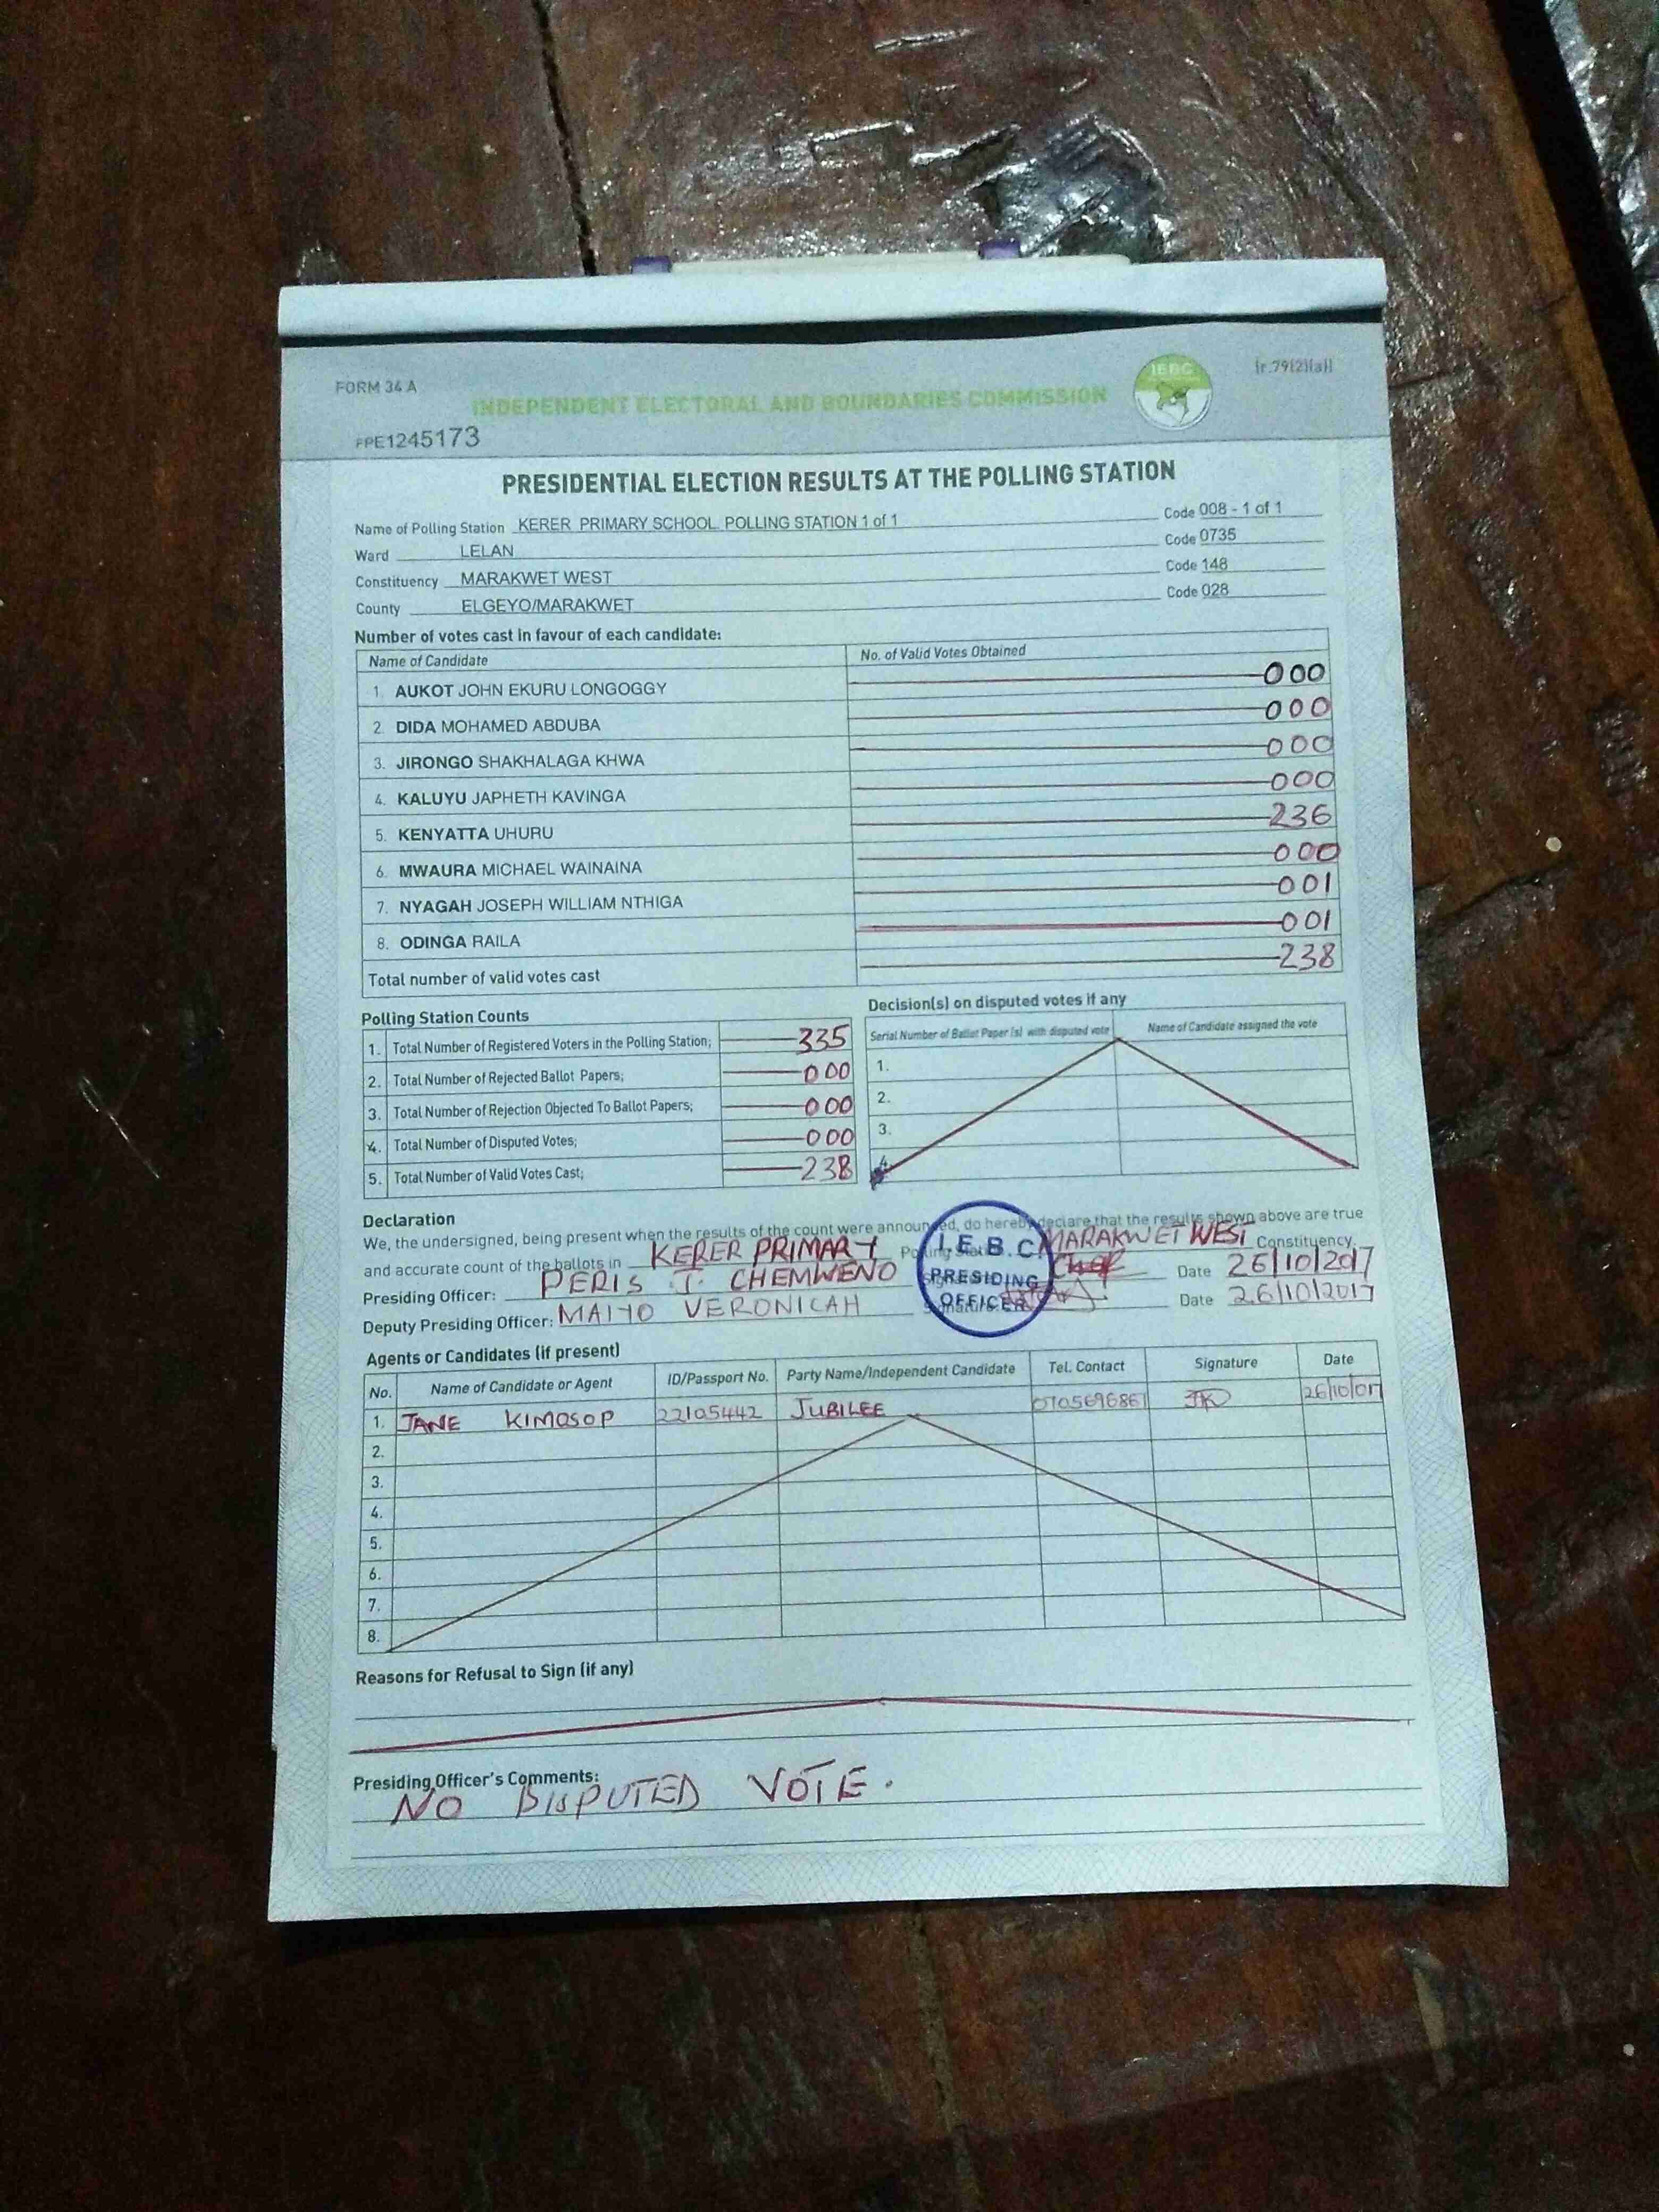 FORM 34 A
(r.79(2)(a))
INDEPENDENT ELECTORAL AND BOUNDARIES COMMISSION
IEBC
PPE1245173
PRESIDENTIAL ELECTION RESULTS AT THE POLLING STATION
Name of Polling Station KERER PRIMARY SCHOOL POLLING STATION 1 of 1 Code 008 - 1 of 1
Ward LELAN Code 0735
Constituency MARAKWET WEST Code 148
County ELGEYO/MARAKWET Code 028
Number of votes cast in favour of each candidate:
Name of Candidate No. of Valid Votes Obtained
1. AUKOT JOHN EKURU LONGOGGY 000
2. DIDA MOHAMED ABDUBA 000
3. JIRONGO SHAKHALAGA KHWA 000
4. KALUYU JAPHETH KAVINGA 000
5. KENYATTA UHURU 236
6. MWAURA MICHAEL WAINAINA 000
7. NYAGAH JOSEPH WILLIAM NTHIGA 001
8. ODINGA RAILA 001
Total number of valid votes cast 238
Polling Station Counts
1. Total Number of Registered Voters in the Polling Station; 335
2. Total Number of Rejected Ballot Papers; 000
3. Total Number of Rejection Objected To Ballot Papers; 000
4. Total Number of Disputed Votes; 000
5. Total Number of Valid Votes Cast; 238
Decision(s) on disputed votes if any
Serial Number of Ballot Paper (s) with disputed vote Name of Candidate assigned the vote
1.
2.
3.
4.
Declaration
We, the undersigned, being present when the results of the count were announced, do hereby declare that the results shown above are true
and accurate count of the ballots in KERER PRIMARY Polling Station MARAKWET WEST Constituency.
Presiding Officer: PERIS J. CHEMWENO Signature Date 26/10/2017
Deputy Presiding Officer: MAIYO VERONICAH Signature Date 26/10/2017
I.E.B.C
PRESIDING
OFFICER
Agents or Candidates (if present)
No. Name of Candidate or Agent ID/Passport No. Party Name/Independent Candidate Tel. Contact Signature Date
1. JANE KIMOSOP 22105442 JUBILEE 0705696861 26/10/017
2.
3.
4.
5.
6.
7.
8.
Reasons for Refusal to Sign (if any)
Presiding Officer's Comments:
NO DISPUTED VOTE.